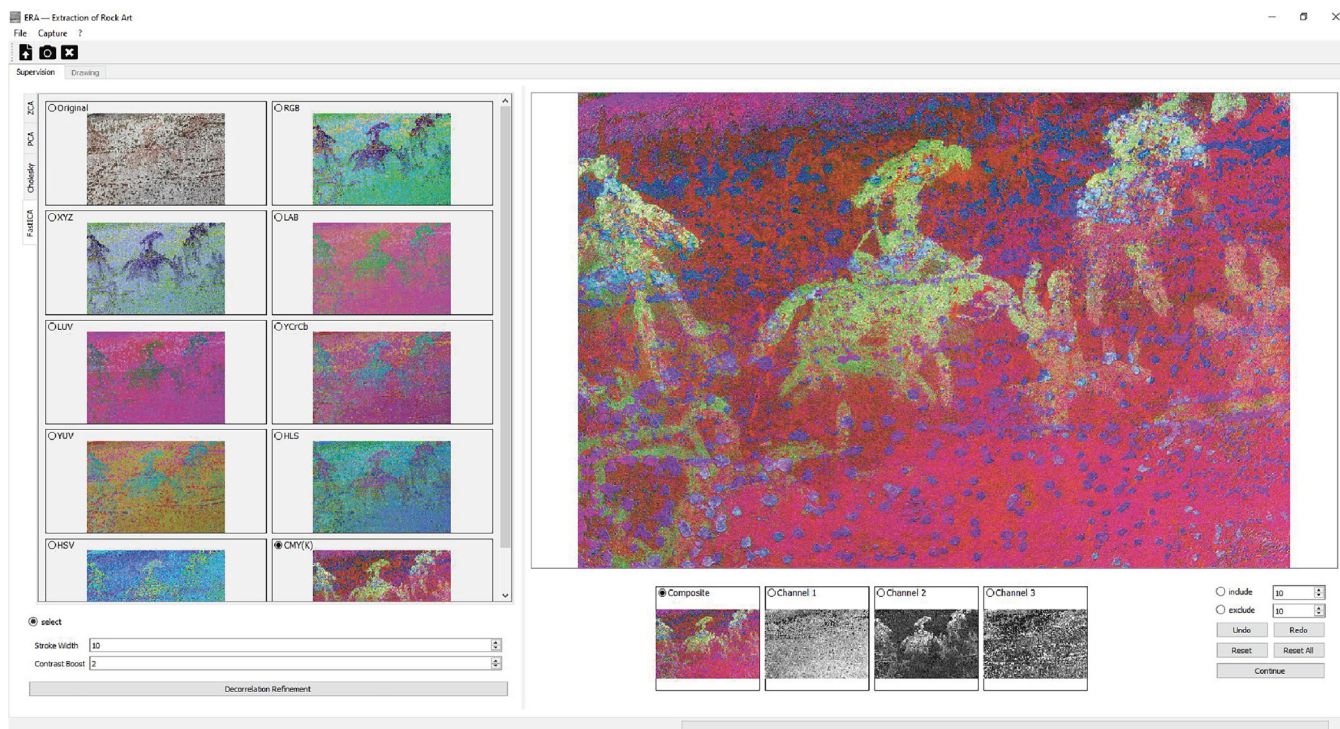 ERA — Extraction of Rock Art
File Capture ?
Supervision Drawing
ZCA
PCA
Cholesky
FastICA
Original
RGB
XYZ
LAB
LUV
YCrCb
YUV
HLS
HSV
CMY(K)
select
Stroke Width 10
Contrast Boost 2
Decorrelation Refinement
Composite
Channel 1
Channel 2
Channel 3
include 10
exclude 10
Undo Redo
Reset Reset All
Continue